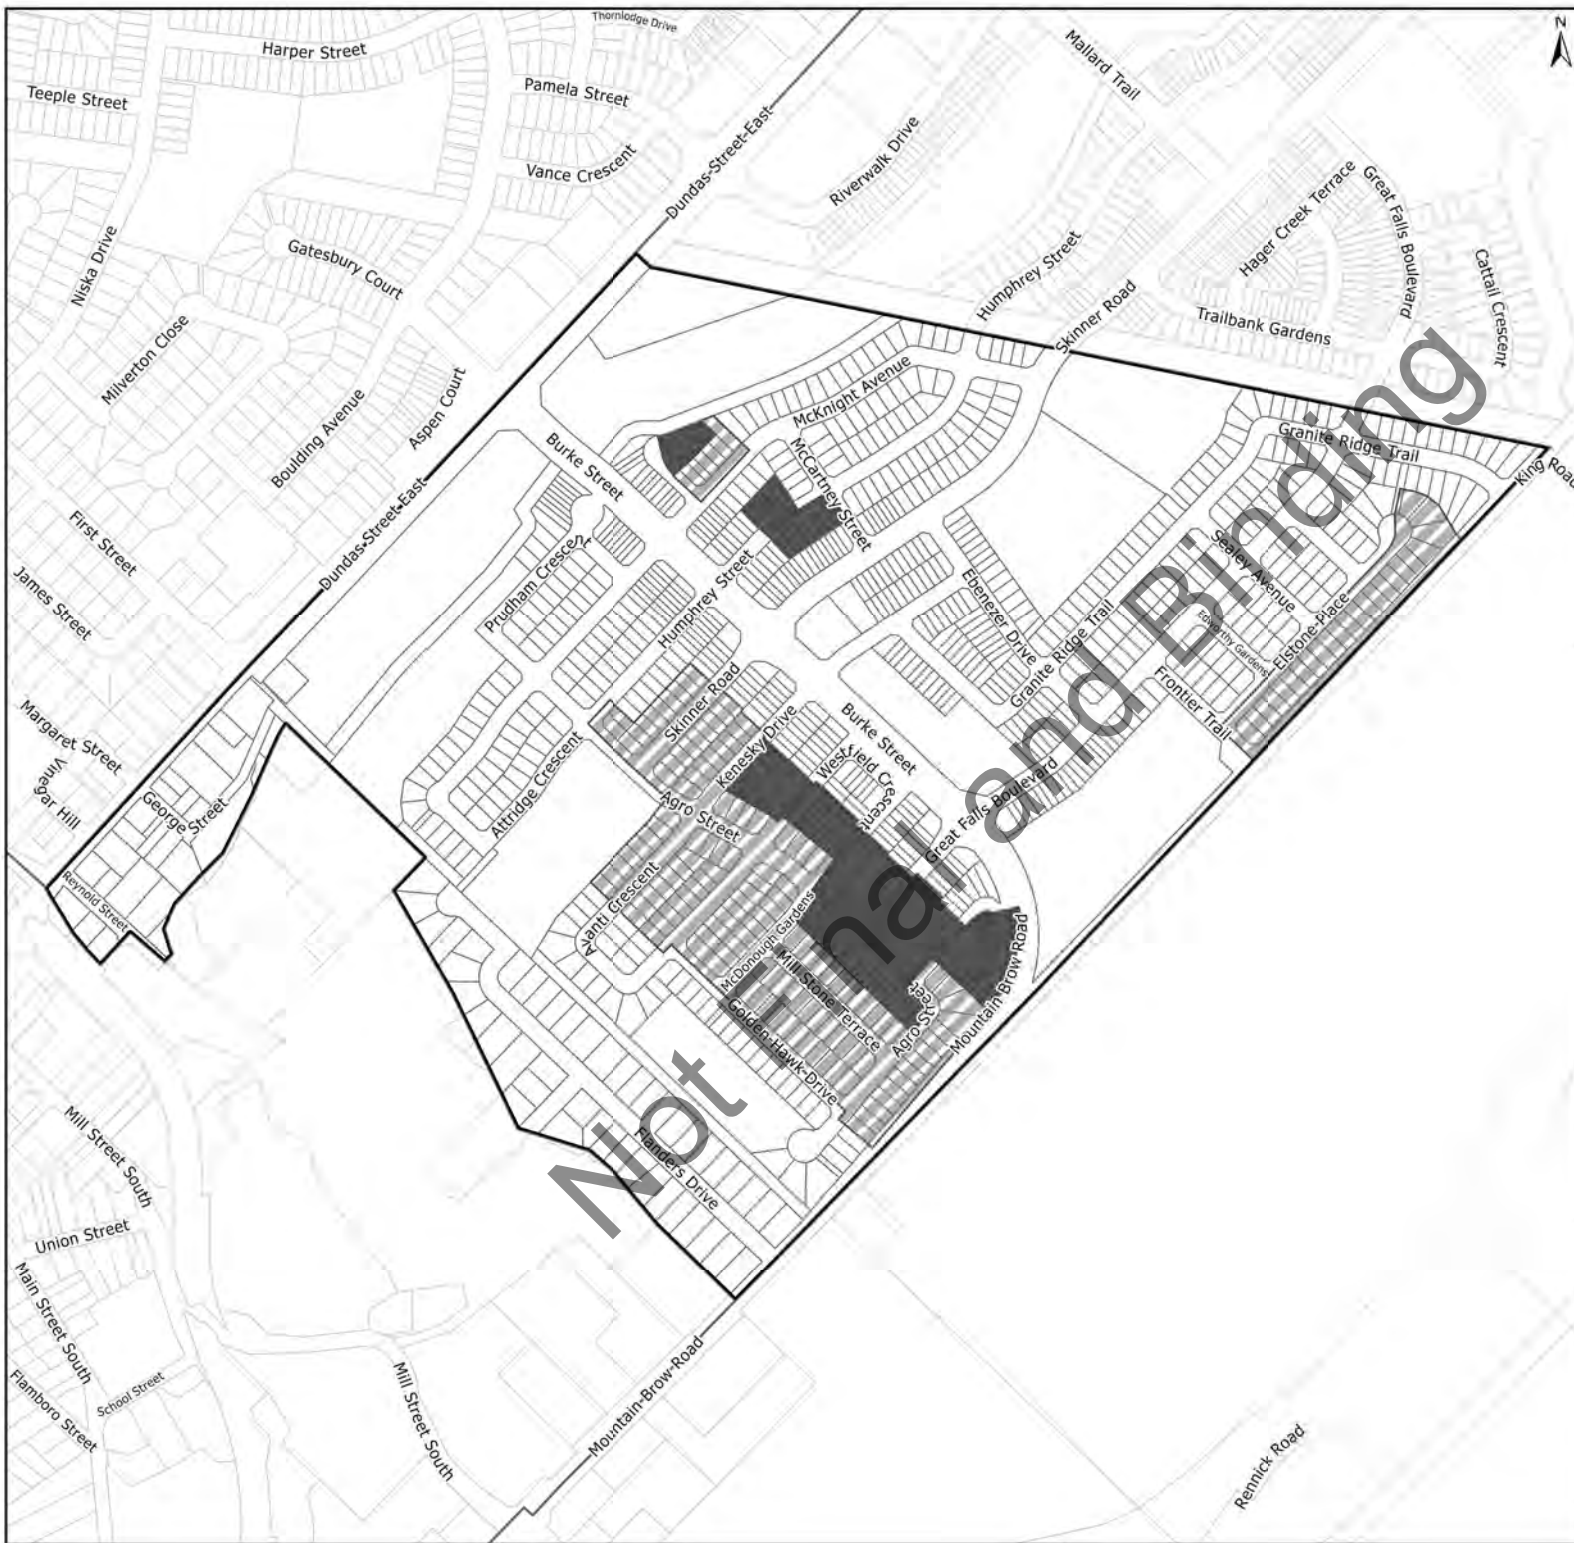 Thornlodge Drive
Harper Street
N
Mallard Trail
Teeple Street
Pamela Street
Dundas-Street-East
Riverwalk Drive
Vance Crescent
Hager Creek Terrace
Great Falls Boulevard
Niska Drive
Gatesbury Court
Humphrey Street
Cattail Crescent
Skinner Road
Trailbank Gardens
Milverton Close
McKnight Avenue
Aspen Court
Boulding Avenue
Burke Street
McCartney Street
Granite Ridge Trail
King Road
First Street
Dundas-Street-East
Prudham Crescent
Sealey Avenue
James Street
Humphrey Street
Ebenezer Drive
Edworthy Gardens
Elstone-Place
Granite Ridge Trail
Frontier Trail
Margaret Street
Skinner Road
Kenesky Drive
Burke Street
Vinegar Hill
Attridge Crescent
Westfield Crescent
George Street
Agro Street
Great Falls Boulevard
Reynold Street
Avanti Crescent
McDonough Gardens
Mill Stone Terrace
Agro Street
Mountain-Brow-Road
Golden-Hawk-Drive
Flanders Drive
Not Final and Binding
Mill Street South
Union Street
Main Street South
School Street
Flamboro Street
Mill Street South
Mountain-Brow-Road
Rennick Road